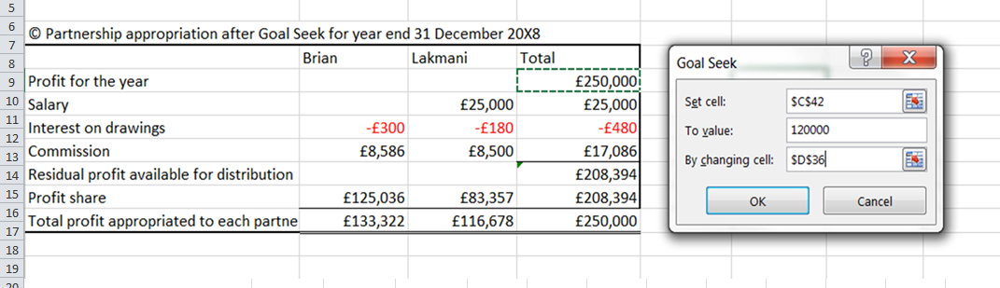 5
6 © Partnership appropriation after Goal Seek for year end 31 December 20X8
7
8 Brian Lakmani Total
9 Profit for the year £250,000
10 Salary £25,000 £25,000
11 Interest on drawings -£300 -£180 -£480
12
13 Commission £8,586 £8,500 £17,086
14 Residual profit available for distribution £208,394
15 Profit share £125,036 £83,357 £208,394
16
17 Total profit appropriated to each partne £133,322 £116,678 £250,000
18
19
20
Goal Seek
Set cell: $C$42
To value: 120000
By changing cell: $D$36
OK Cancel